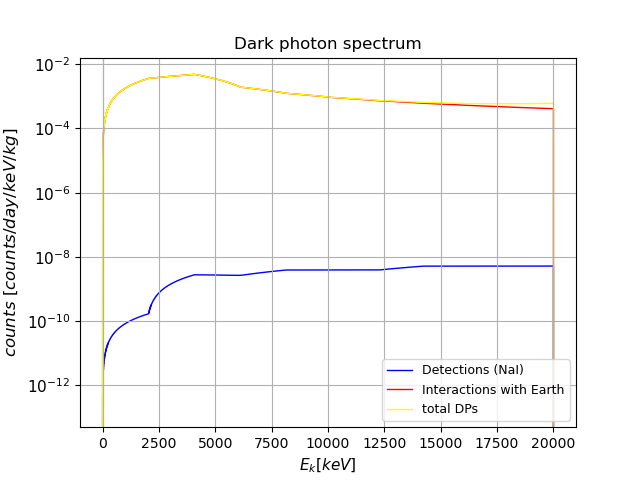 Dark photon spectrum
counts [counts/day/keV/kg]
10⁻²
10⁻⁴
10⁻⁶
10⁻⁸
10⁻¹⁰
10⁻¹²
Detections (NaI)
Interactions with Earth
total DPs
0 2500 5000 7500 10000 12500 15000 17500 20000
Eₖ[keV]